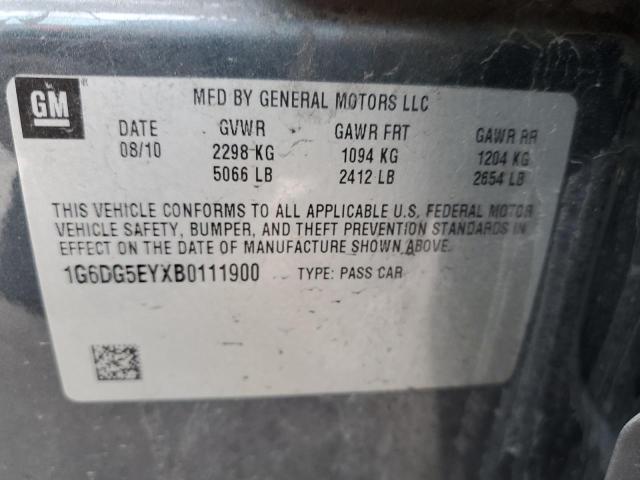 GM
MFD BY GENERAL MOTORS LLC
DATE GVWR GAWR FRT GAWR RR
08/10 2298 KG 1094 KG 1204 KG
5066 LB 2412 LB 2654 LB
THIS VEHICLE CONFORMS TO ALL APPLICABLE U.S. FEDERAL MOTOR
VEHICLE SAFETY, BUMPER, AND THEFT PREVENTION STANDARDS IN
EFFECT ON THE DATE OF MANUFACTURE SHOWN ABOVE.
1G6DG5EYXB0111900 TYPE: PASS CAR